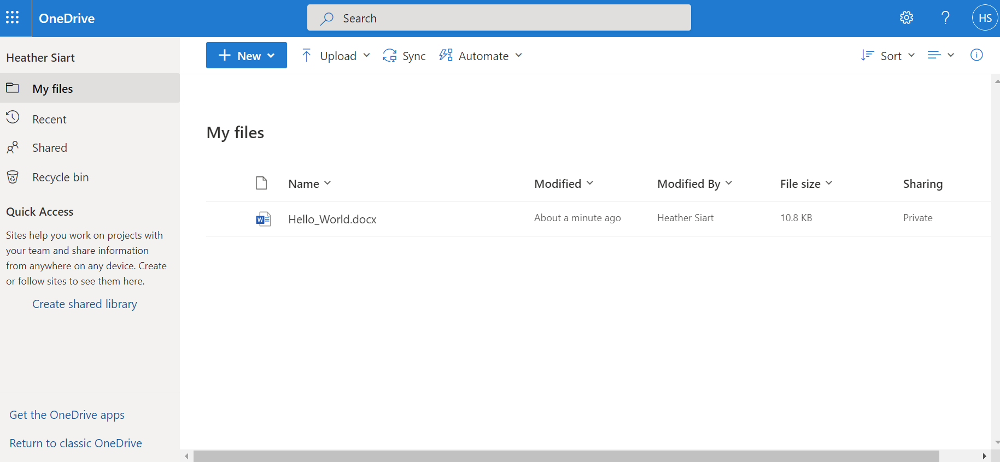 OneDrive
Search
HS
Heather Siart
My files
Recent
Shared
Recycle bin
Quick Access
Sites help you work on projects with
your team and share information
from anywhere on any device. Create
or follow sites to see them here.
Create shared library
Get the OneDrive apps
Return to classic OneDrive
New Upload Sync Automate Sort
My files
Name Modified Modified By File size Sharing
Hello_World.docx About a minute ago Heather Siart 10.8 KB Private